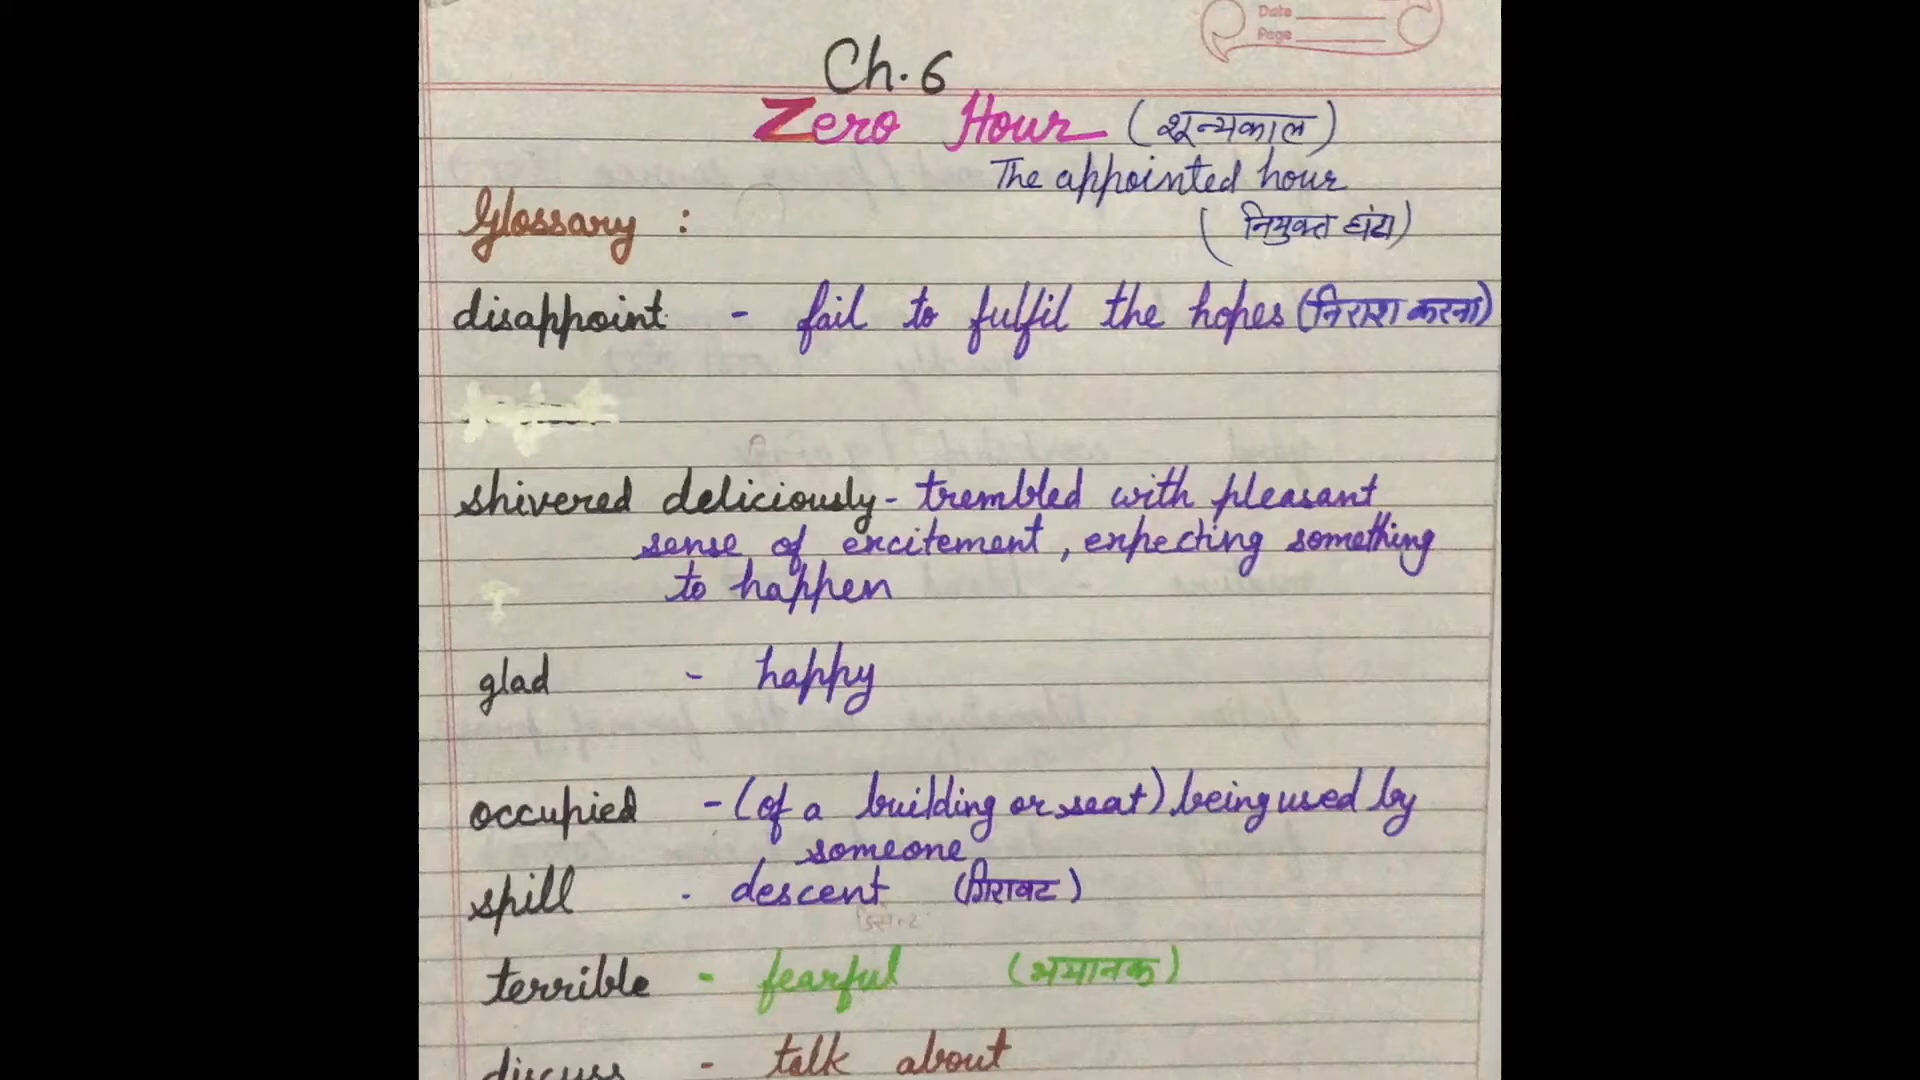 Date
Page
Ch. 6
Zero Hour (शून्यकाल)
The appointed hour
Glossary : (नियुक्त घंटा)
disappoint - fail to fulfil the hopes (निराश करना)
shivered deliciously - trembled with pleasant
sense of excitement, expecting something
to happen
glad - happy
occupied - (of a building or seat) being used by
someone
spill - descent (गिरावट)
terrible - fearful (भयानक)
discuss - talk about